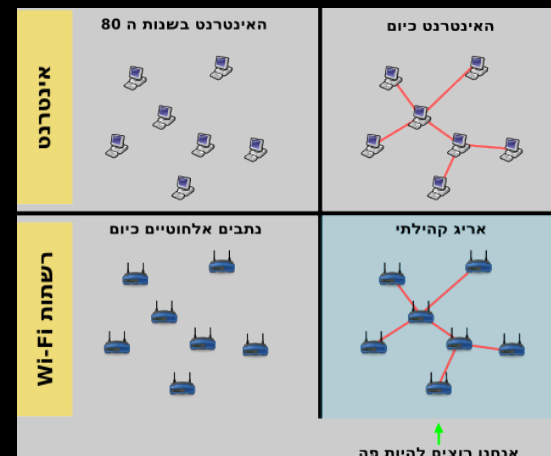 האינטרנט בשנות ה 80
האינטרנט כיום
אינטרנט
נתבים אלחוטיים כיום
אריג קהילתי
רשתות Wi-Fi
אנחנו רוצים להיות פה